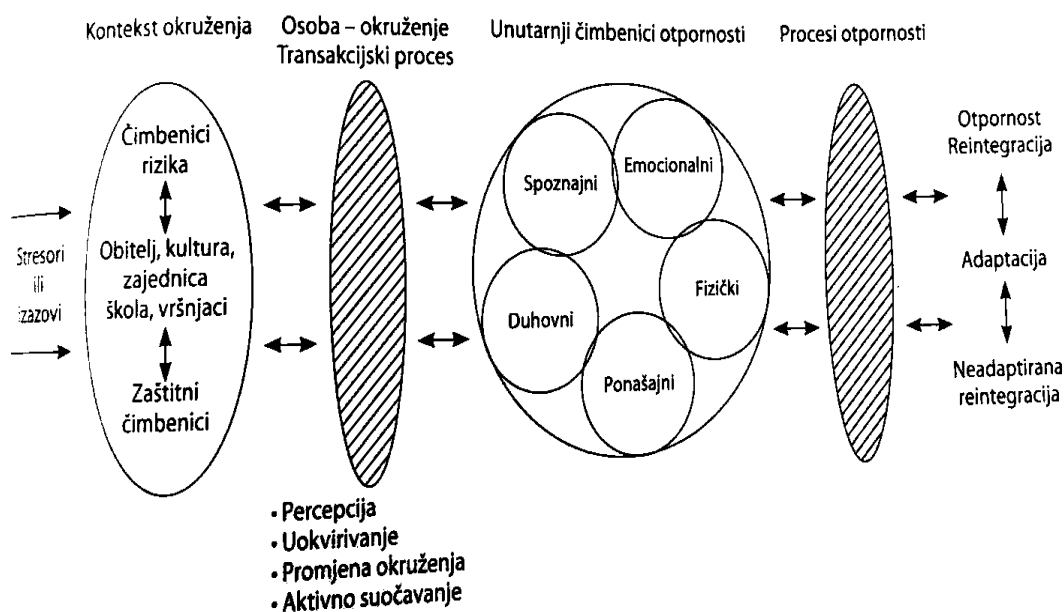 Kontekst okruženja
Osoba – okruženje
Transakcijski proces
Unutarnji čimbenici otpornosti
Procesi otpornosti
Stresori
ili
izazovi
Čimbenici
rizika
Obitelj, kultura,
zajednica
škola, vršnjaci
Zaštitni
čimbenici
• Percepcija
• Uokvirivanje
• Promjena okruženja
• Aktivno suočavanje
Spoznajni
Emocionalni
Duhovni
Fizički
Ponašajni
Otpornost
Reintegracija
Adaptacija
Neadaptirana
reintegracija